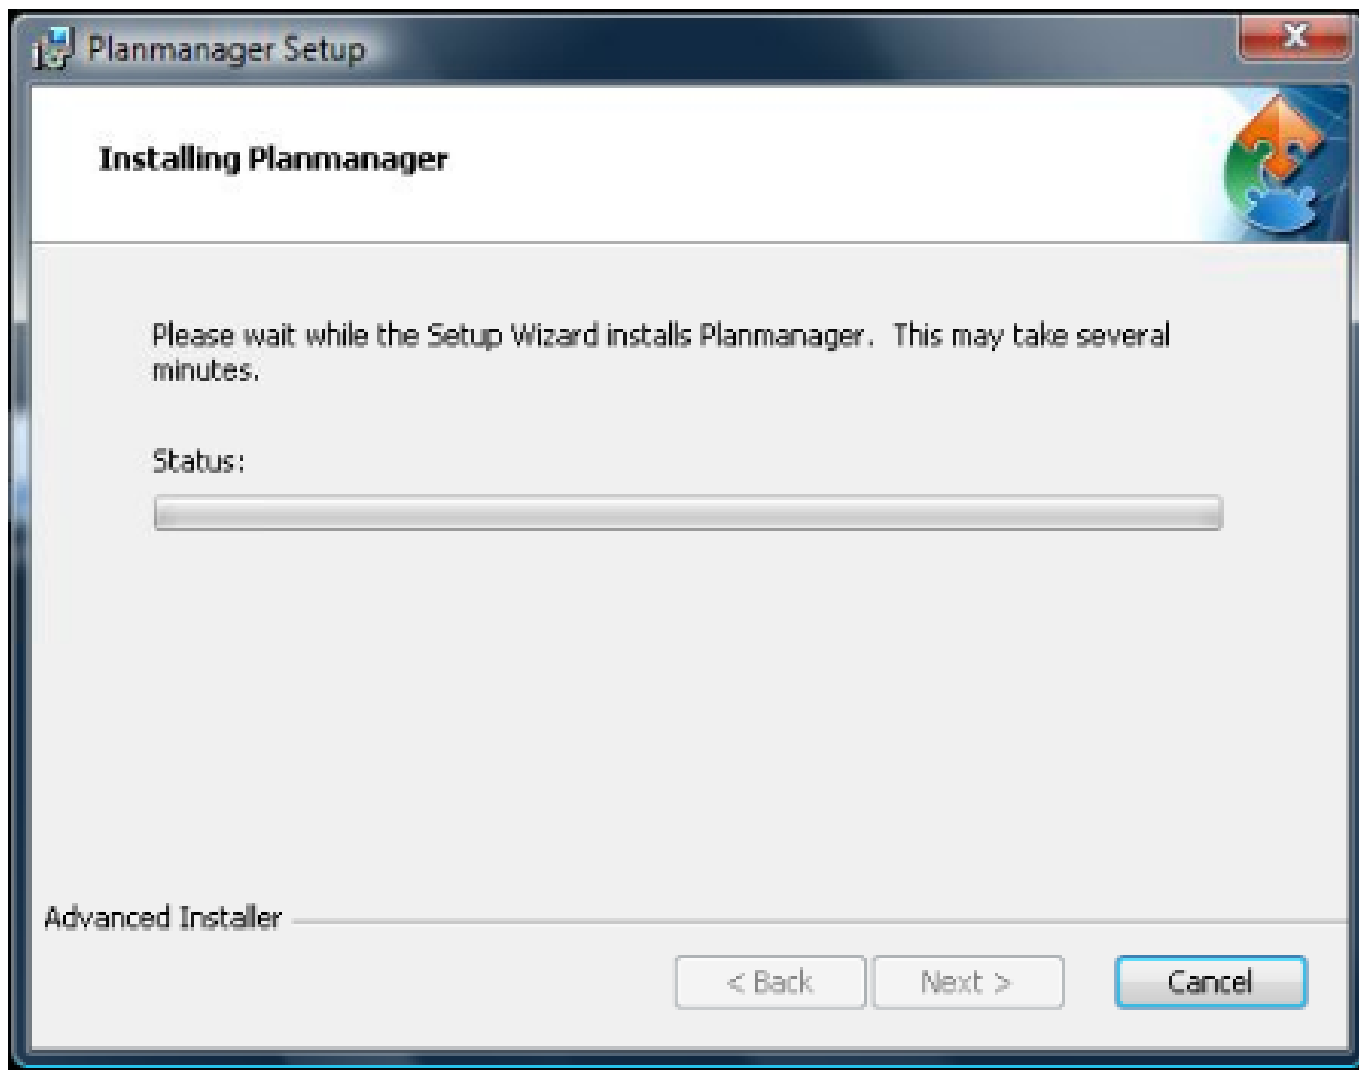 Planmanager Setup
Installing Planmanager
Please wait while the Setup Wizard installs Planmanager.  This may take several
minutes.
Status:
Advanced Installer
< Back
Next >
Cancel